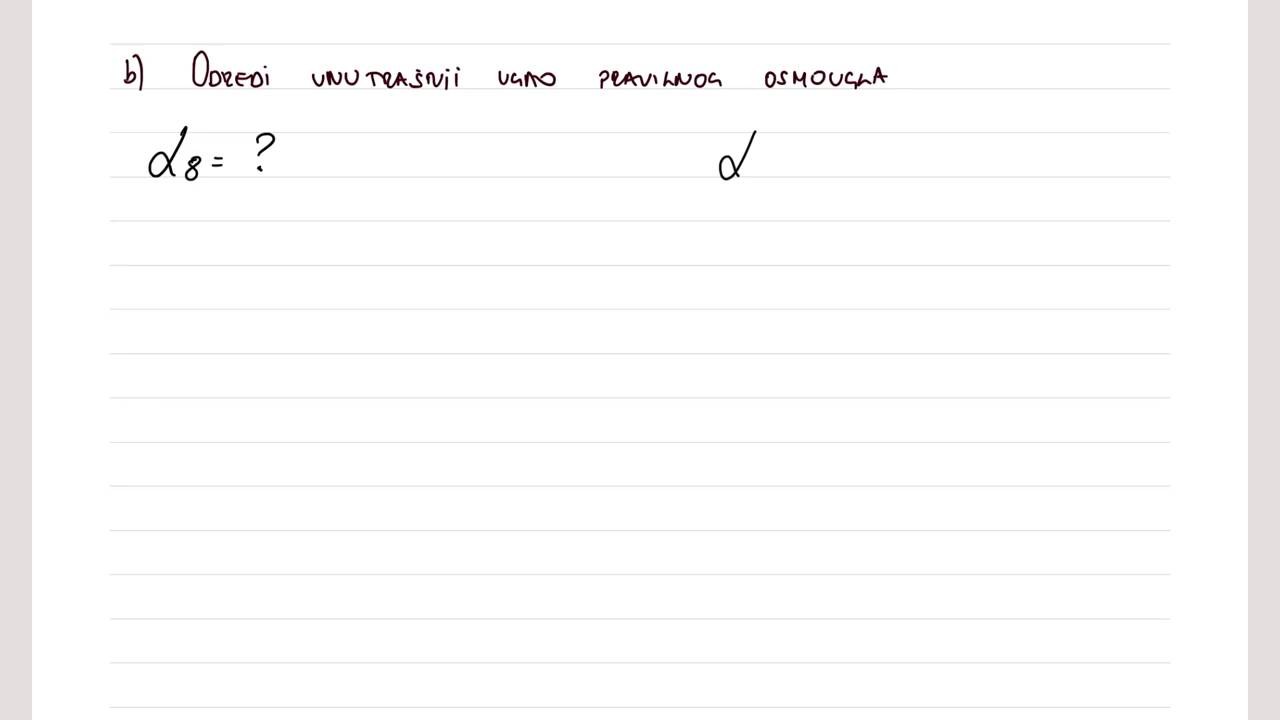 b) Odredi unutrašnji ugao pravilnog osmougla
α₈ = ? α